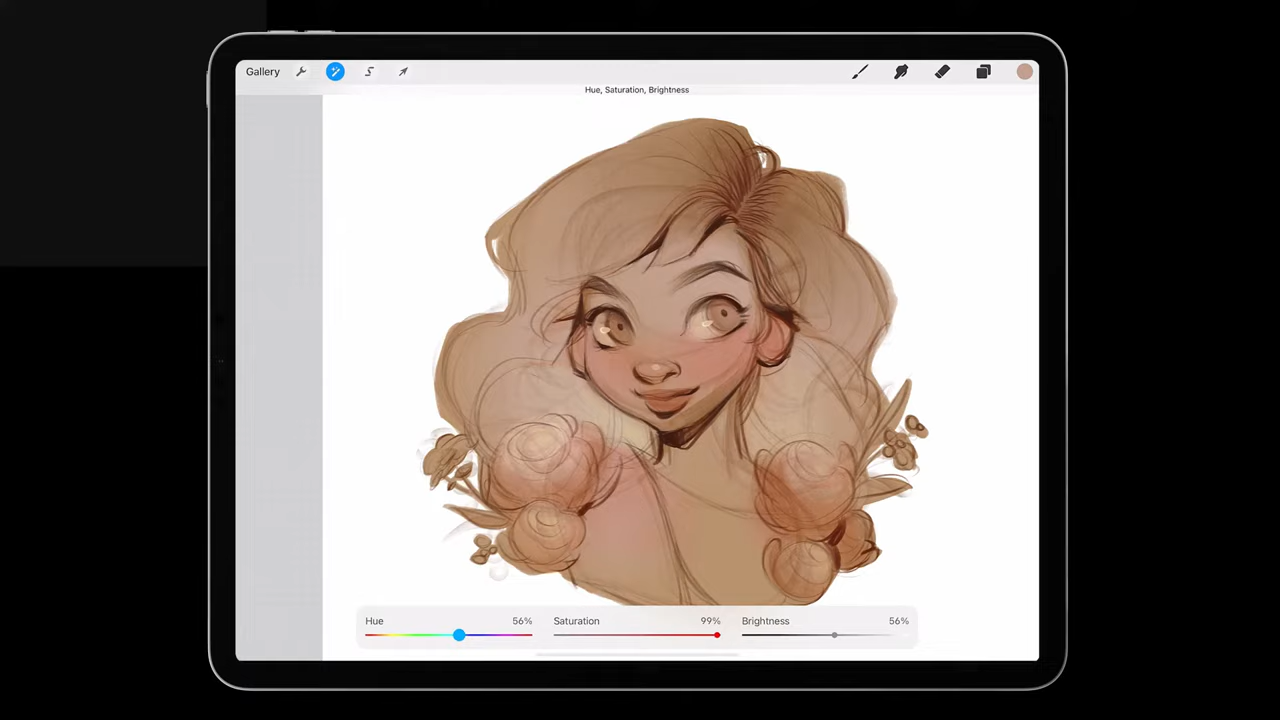 Gallery
Hue, Saturation, Brightness
Hue 56% Saturation 99% Brightness 56%